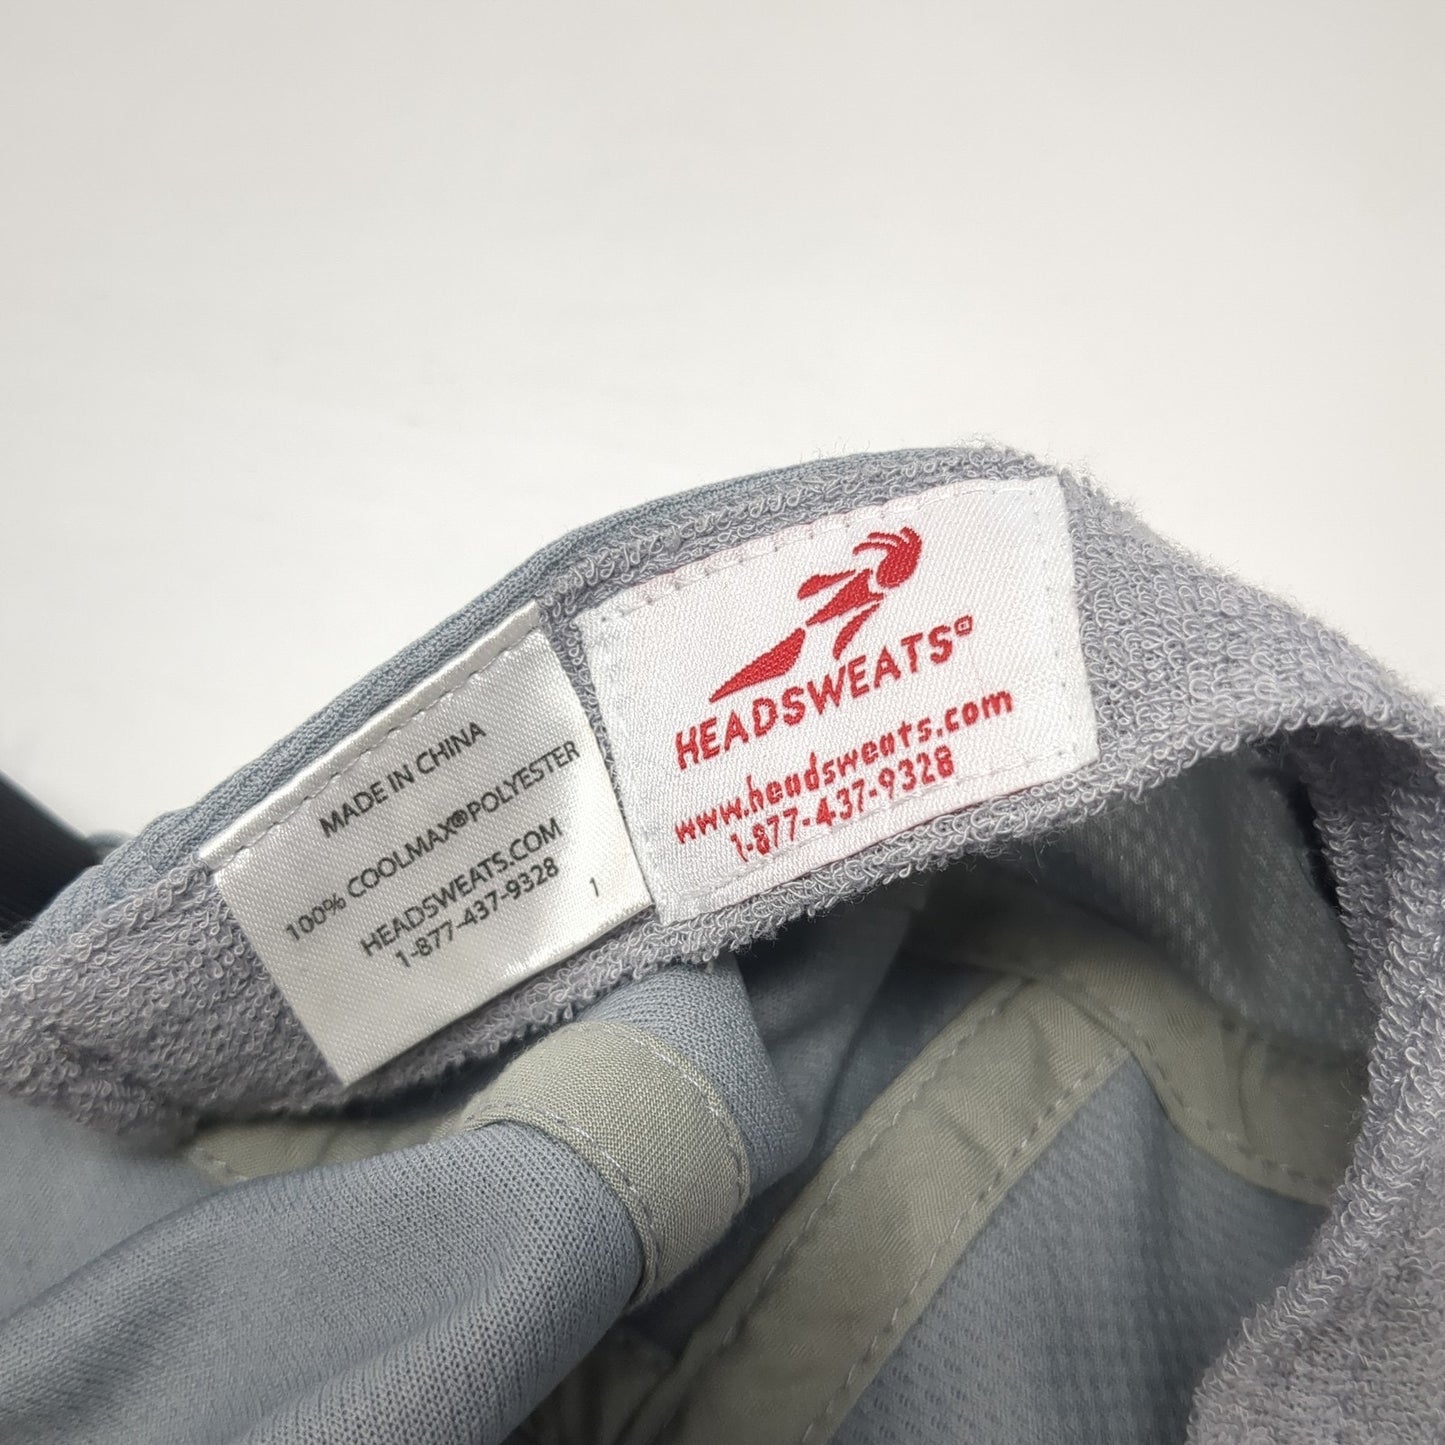 MADE IN CHINA
100% COOLMAX® POLYESTER
HEADSWEATS.COM
1-877-437-9328
1
HEADSWEATS®
www.headsweats.com
1-877-437-9328